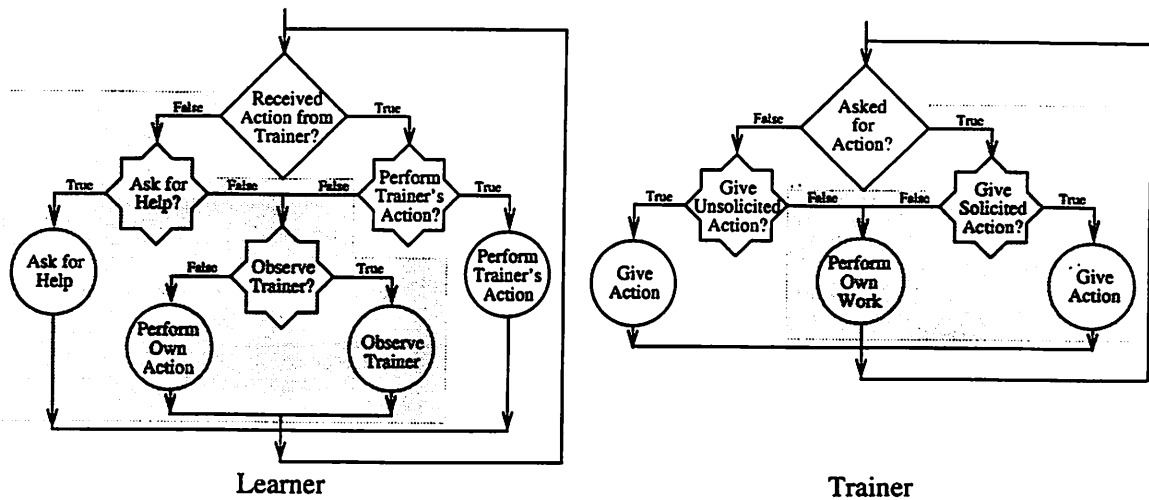 Received
Action from
Trainer?
False
True
Ask for
Help?
Perform
Trainer's
Action?
True
False
False
True
Ask for
Help
Observe
Trainer?
False
True
Perform
Trainer's
Action
Perform
Own
Action
Observe
Trainer
Learner
Asked
for
Action?
False
True
Give
Unsolicited
Action?
Give
Solicited
Action?
True
False
False
True
Give
Action
Perform
Own
Work
Give
Action
Trainer